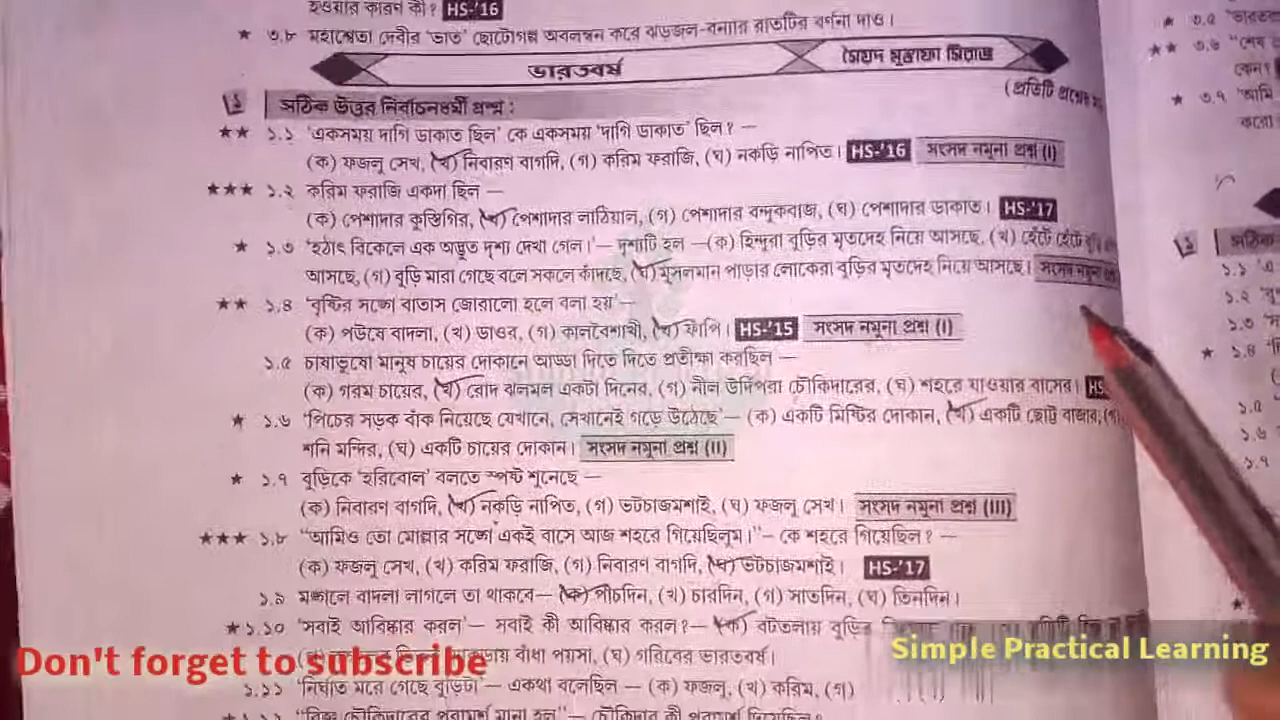 হওয়ার কারণ কী? HS-'16
★ ৩.৮ মহাশ্বেতা দেবীর 'ভাত' ছোটোগল্প অবলম্বন করে ঝড়জল-বন্যার রাতটির বর্ণনা দাও।
ভারতবর্ষ সৈয়দ মুস্তাফা সিরাজ
১ সঠিক উত্তর নির্বাচনধর্মী প্রশ্ন : (প্রতিটি প্রশ্নের
★★ ১.১ 'একসময় দাগি ডাকাত ছিল' কে একসময় 'দাগি ডাকাত' ছিল? —
(ক) ফজলু সেখ, (খ) নিবারণ বাগদি, (গ) করিম ফরাজি, (ঘ) নকড়ি নাপিত। HS-'16 সংসদ নমুনা প্রশ্ন (I)
★★★ ১.২ করিম ফরাজি একদা ছিল —
(ক) পেশাদার কুস্তিগির, (খ) পেশাদার লাঠিয়াল, (গ) পেশাদার বন্দুকবাজ, (ঘ) পেশাদার ডাকাত। HS-'17
★ ১.৩ 'হঠাৎ বিকেলে এক অদ্ভুত দৃশ্য দেখা গেল।'— দৃশ্যটি হল —(ক) হিন্দুরা বুড়ির মৃতদেহ নিয়ে আসছে, (খ) হেঁটে হেঁটে বুড়ি
আসছে, (গ) বুড়ি মারা গেছে বলে সকলে কাঁদছে, (ঘ) মুসলমান পাড়ার লোকেরা বুড়ির মৃতদেহ নিয়ে আসছে। সংসদ নমুনা
★★ ১.৪ 'বৃষ্টির সঙ্গে বাতাস জোরালো হলে বলা হয়'—
(ক) পউষে বাদলা, (খ) ডাওর, (গ) কালবৈশাখী, (ঘ) ফাঁপি। HS-'15 সংসদ নমুনা প্রশ্ন (I)
১.৫ চাষাভুষো মানুষ চায়ের দোকানে আড্ডা দিতে দিতে প্রতীক্ষা করছিল —
(ক) গরম চায়ের, (খ) রোদ ঝলমল একটা দিনের, (গ) নীল উর্দিপরা চৌকিদারের, (ঘ) শহরে যাওয়ার বাসের। HS
★ ১.৬ 'পিচের সড়ক বাঁক নিয়েছে যেখানে, সেখানেই গড়ে উঠেছে'— (ক) একটি মিষ্টির দোকান, (খ) একটি ছোট্ট বাজার, (গ)
শনি মন্দির, (ঘ) একটি চায়ের দোকান। সংসদ নমুনা প্রশ্ন (II)
★ ১.৭ বুড়িকে 'হরিবোল' বলতে স্পষ্ট শুনেছে —
(ক) নিবারণ বাগদি, (খ) নকড়ি নাপিত, (গ) ভটচাজমশাই, (ঘ) ফজলু সেখ। সংসদ নমুনা প্রশ্ন (III)
★★★ ১.৮ "আমিও তো মোল্লার সঙ্গে একই বাসে আজ শহরে গিয়েছিলুম।"— কে শহরে গিয়েছিল? —
(ক) ফজলু সেখ, (খ) করিম ফরাজি, (গ) নিবারণ বাগদি, (ঘ) ভটচাজমশাই। HS-'17
১.৯ মঙ্গলে বাদলা লাগলে তা থাকবে— (ক) পাঁচদিন, (খ) চারদিন, (গ) সাতদিন, (ঘ) তিনদিন।
★১.১০ 'সবাই আবিষ্কার করল'— সবাই কী আবিষ্কার করল?— (ক) বটতলায় বুড়ির
বাঁধা পয়সা, (ঘ) গরিবের ভারতবর্ষ।
Don't forget to subscribe
Simple Practical Learning
১.১১ 'নির্ঘাত মরে গেছে বুড়িটা'— একথা বলেছিল — (ক) ফজলু, (খ) করিম, (গ)
চৌকিদার কী পরামর্শ দিয়েছিল?